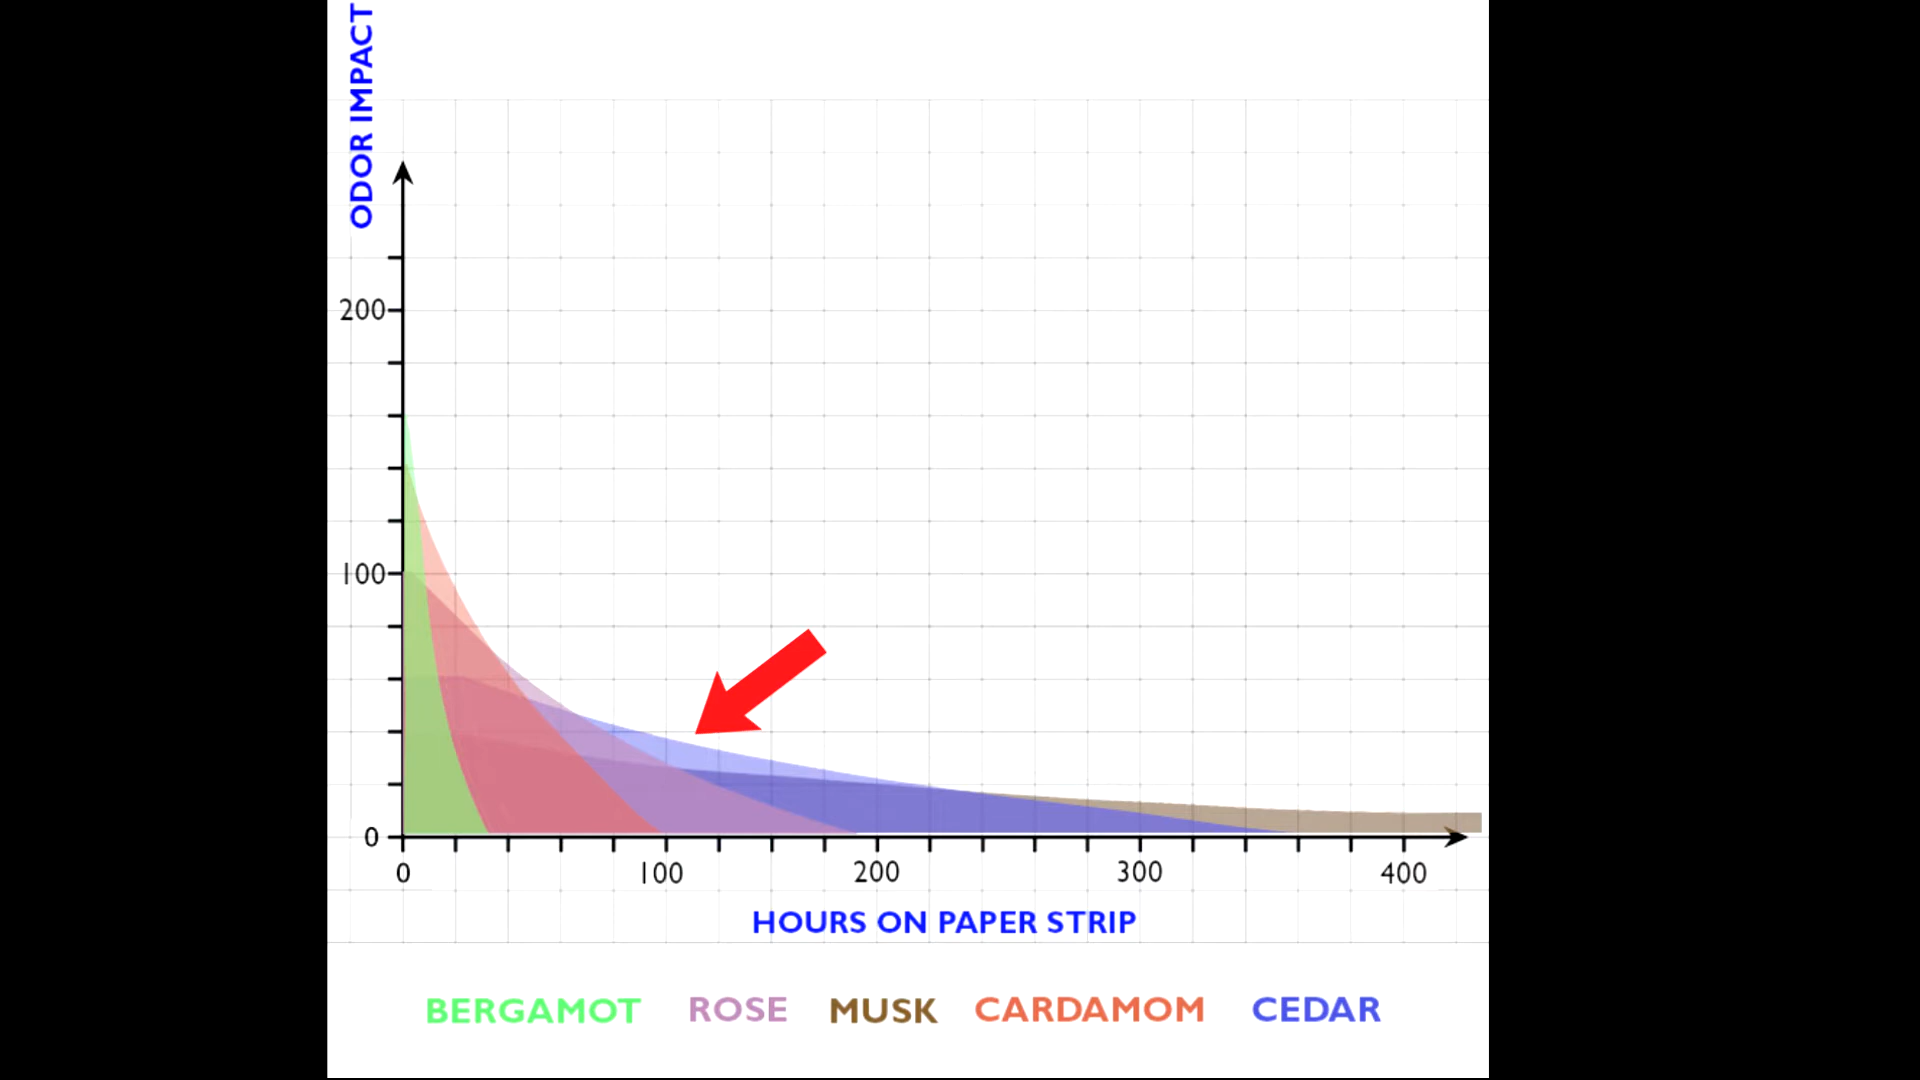 ODOR IMPACT
200
100
0
0 100 200 300 400
HOURS ON PAPER STRIP
BERGAMOT ROSE MUSK CARDAMOM CEDAR